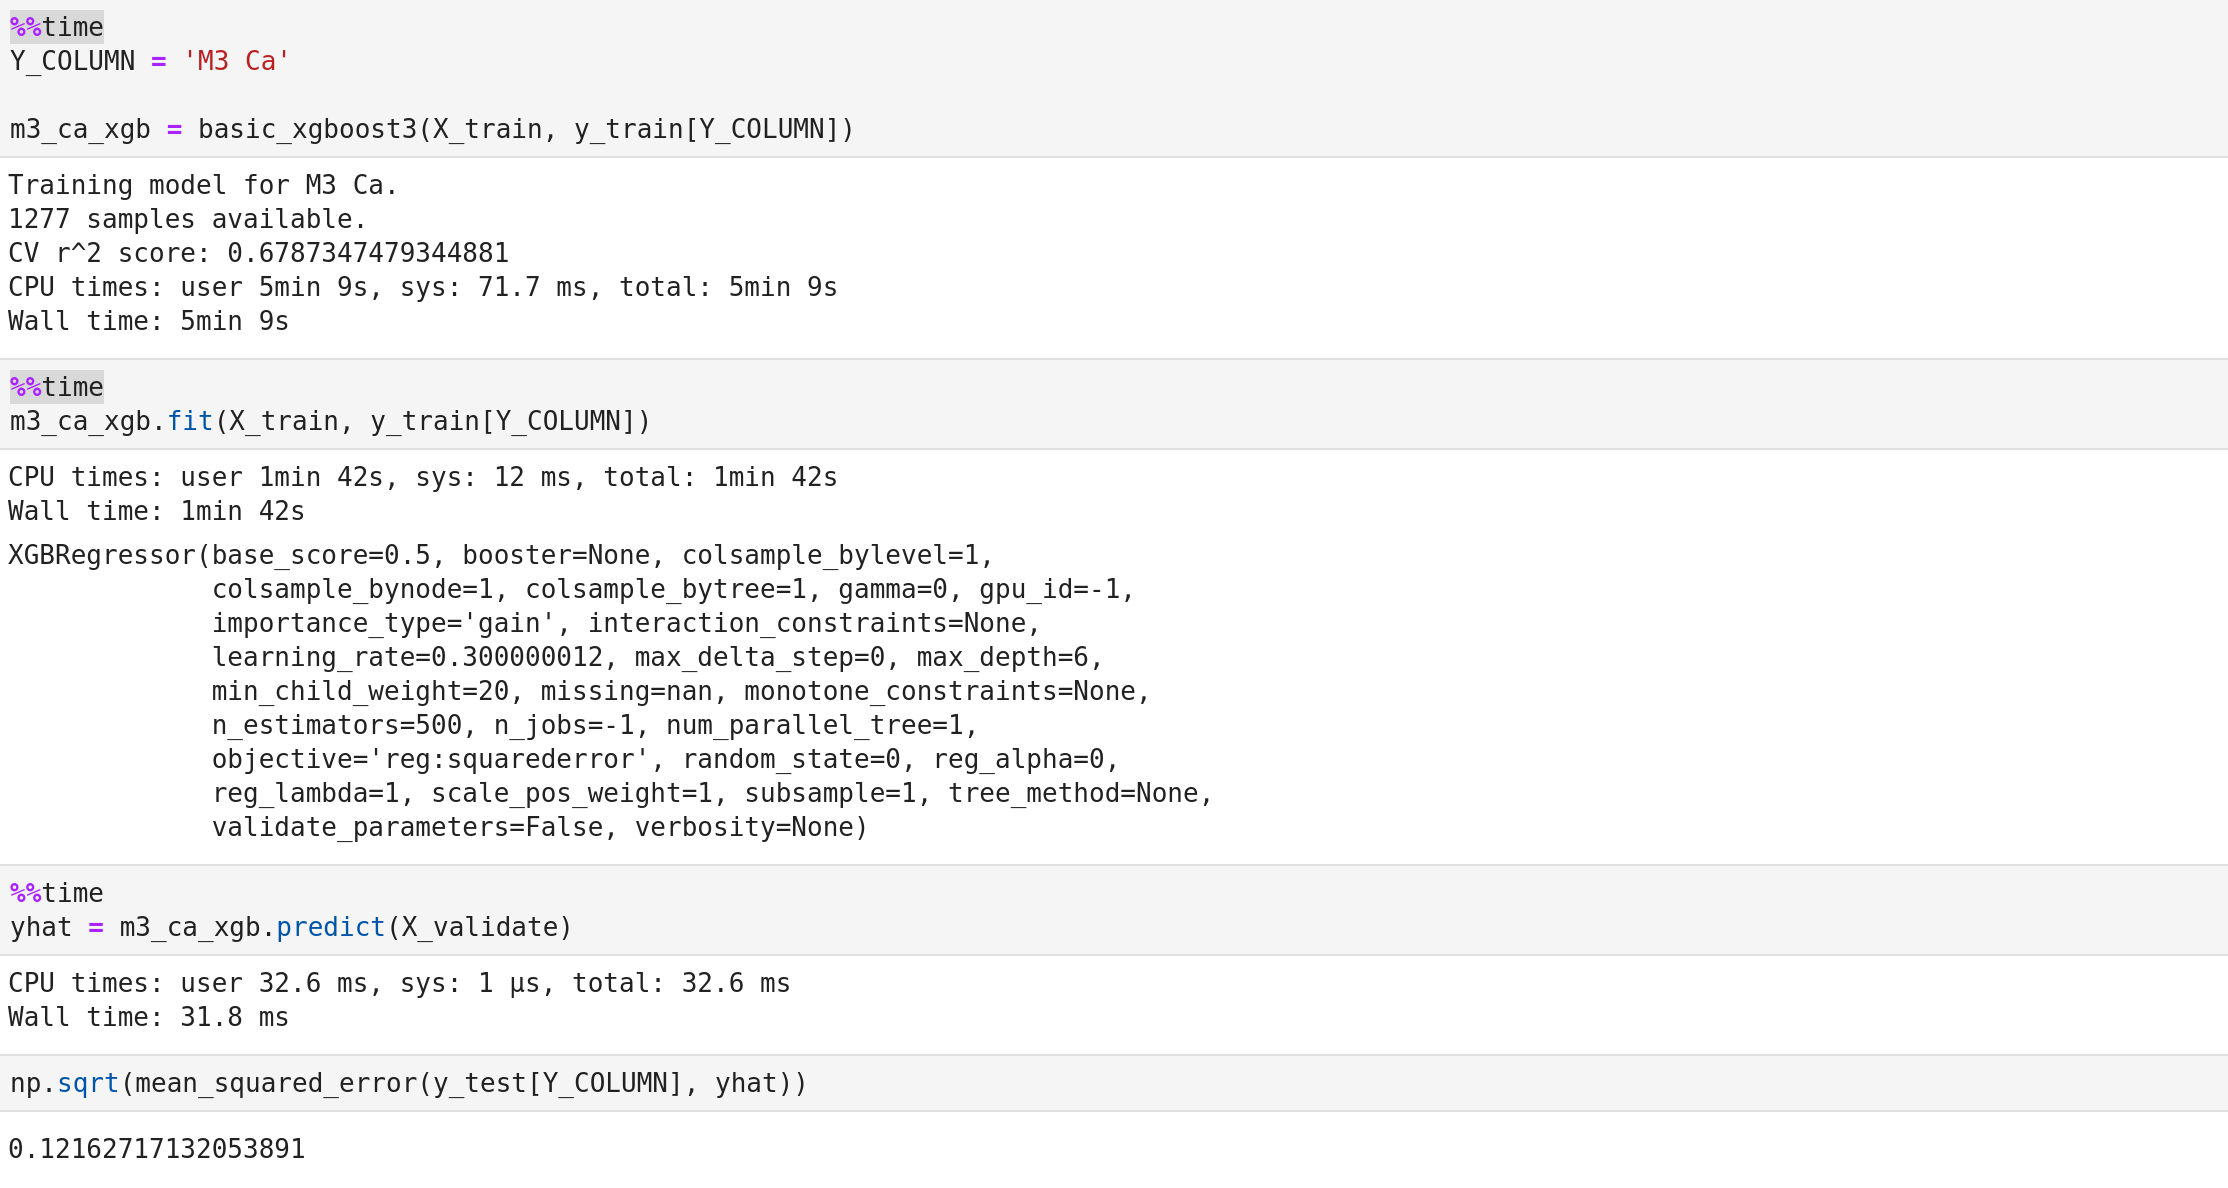 %%time
Y_COLUMN = 'M3 Ca'
m3_ca_xgb = basic_xgboost3(X_train, y_train[Y_COLUMN])
Training model for M3 Ca.
1277 samples available.
CV r^2 score: 0.6787347479344881
CPU times: user 5min 9s, sys: 71.7 ms, total: 5min 9s
Wall time: 5min 9s
%%time
m3_ca_xgb.fit(X_train, y_train[Y_COLUMN])
CPU times: user 1min 42s, sys: 12 ms, total: 1min 42s
Wall time: 1min 42s
XGBRegressor(base_score=0.5, booster=None, colsample_bylevel=1,
             colsample_bynode=1, colsample_bytree=1, gamma=0, gpu_id=-1,
             importance_type='gain', interaction_constraints=None,
             learning_rate=0.300000012, max_delta_step=0, max_depth=6,
             min_child_weight=20, missing=nan, monotone_constraints=None,
             n_estimators=500, n_jobs=-1, num_parallel_tree=1,
             objective='reg:squarederror', random_state=0, reg_alpha=0,
             reg_lambda=1, scale_pos_weight=1, subsample=1, tree_method=None,
             validate_parameters=False, verbosity=None)
%%time
yhat = m3_ca_xgb.predict(X_validate)
CPU times: user 32.6 ms, sys: 1 µs, total: 32.6 ms
Wall time: 31.8 ms
np.sqrt(mean_squared_error(y_test[Y_COLUMN], yhat))
0.12162717132053891